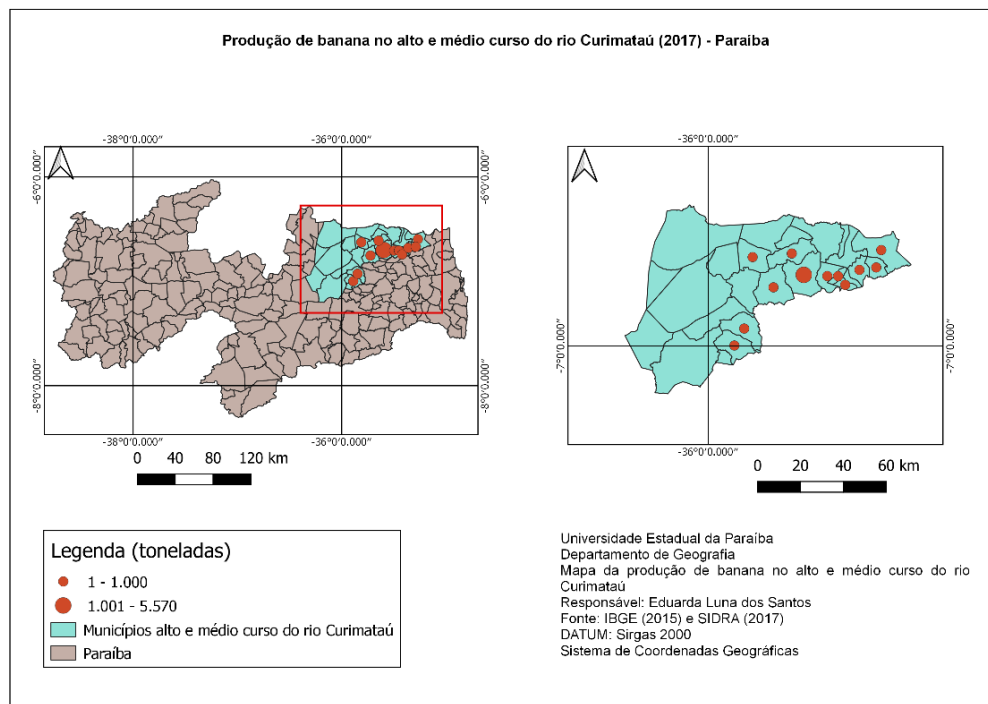 Produção de banana no alto e médio curso do rio Curimataú (2017) - Paraíba
-38°0'0.000"
-36°0'0.000"
-6°0'0.000"
-6°0'0.000"
-8°0'0.000"
-8°0'0.000"
-38°0'0.000"
-36°0'0.000"
0 40 80 120 km
-36°0'0.000"
-7°0'0.000"
-7°0'0.000"
-36°0'0.000"
0 20 40 60 km
Legenda (toneladas)
1 - 1.000
1.001 - 5.570
Municípios alto e médio curso do rio Curimataú
Paraíba
Universidade Estadual da Paraíba
Departamento de Geografia
Mapa da produção de banana no alto e médio curso do rio
Curimataú
Responsável: Eduarda Luna dos Santos
Fonte: IBGE (2015) e SIDRA (2017)
DATUM: Sirgas 2000
Sistema de Coordenadas Geográficas